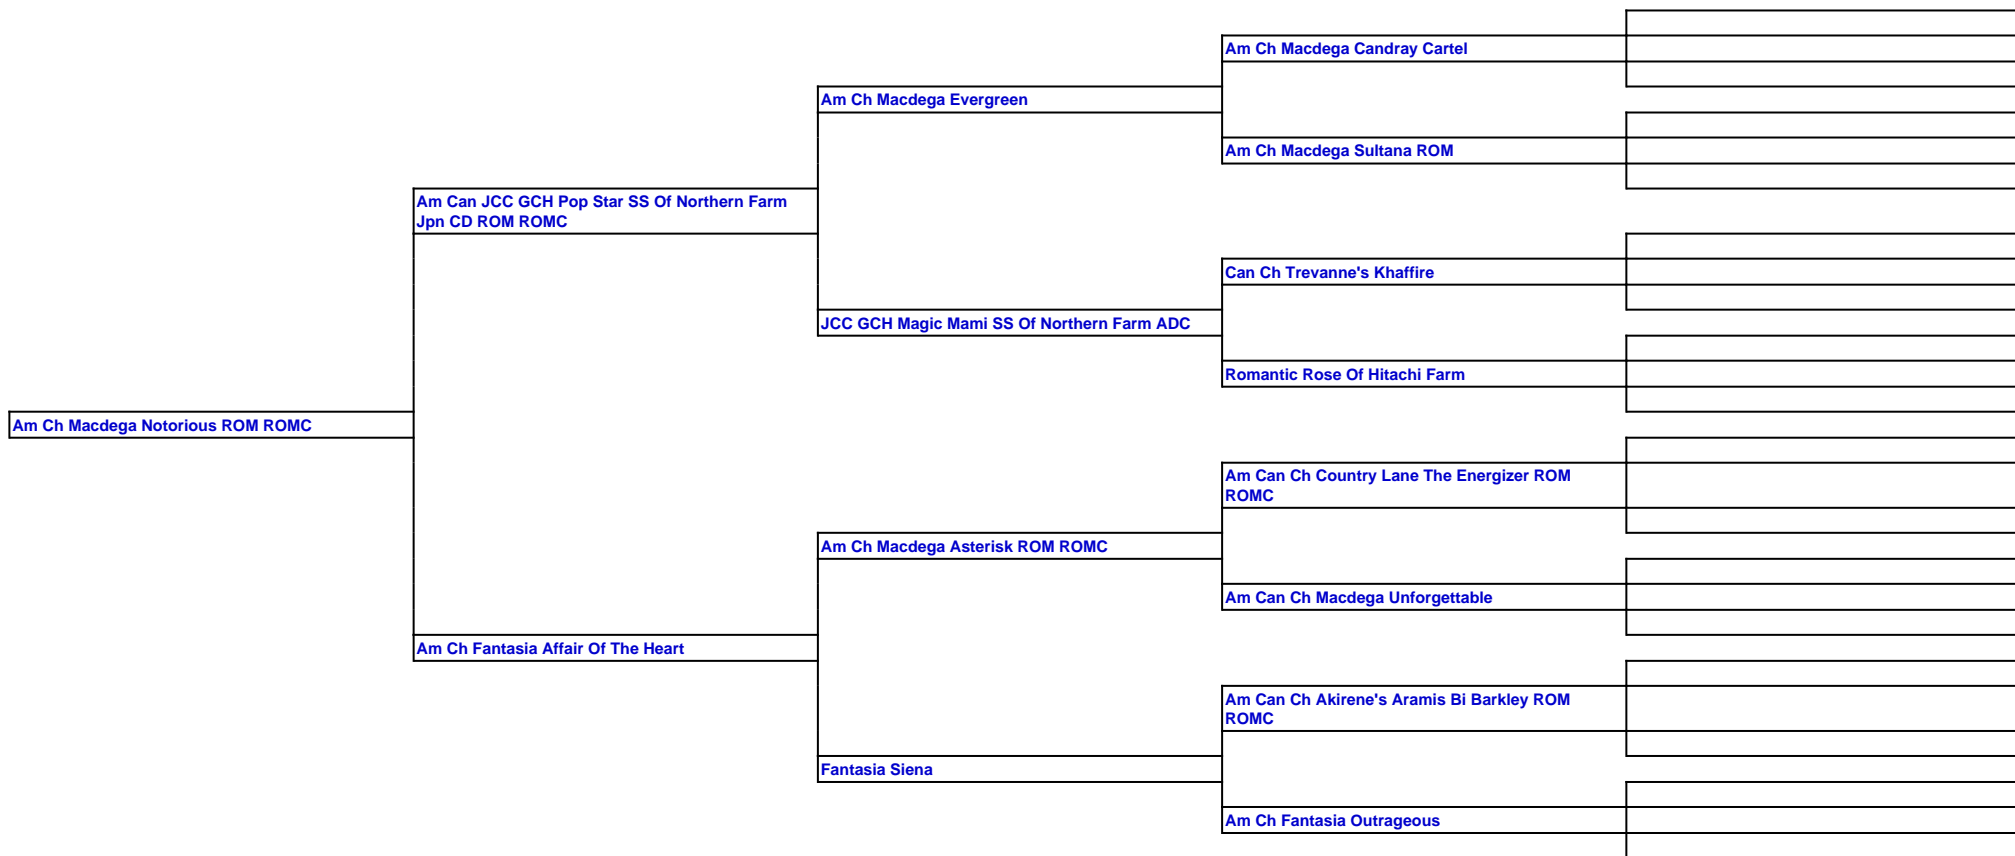 Am Ch Macdega Candray Cartel
Am Ch Macdega Evergreen
Am Ch Macdega Sultana ROM
Am Can JCC GCH Pop Star SS Of Northern Farm
Jpn CD ROM ROMC
Can Ch Trevanne's Khaffire
JCC GCH Magic Mami SS Of Northern Farm ADC
Romantic Rose Of Hitachi Farm
Am Ch Macdega Notorious ROM ROMC
Am Can Ch Country Lane The Energizer ROM
ROMC
Am Ch Macdega Asterisk ROM ROMC
Am Can Ch Macdega Unforgettable
Am Ch Fantasia Affair Of The Heart
Am Can Ch Akirene's Aramis Bi Barkley ROM
ROMC
Fantasia Siena
Am Ch Fantasia Outrageous